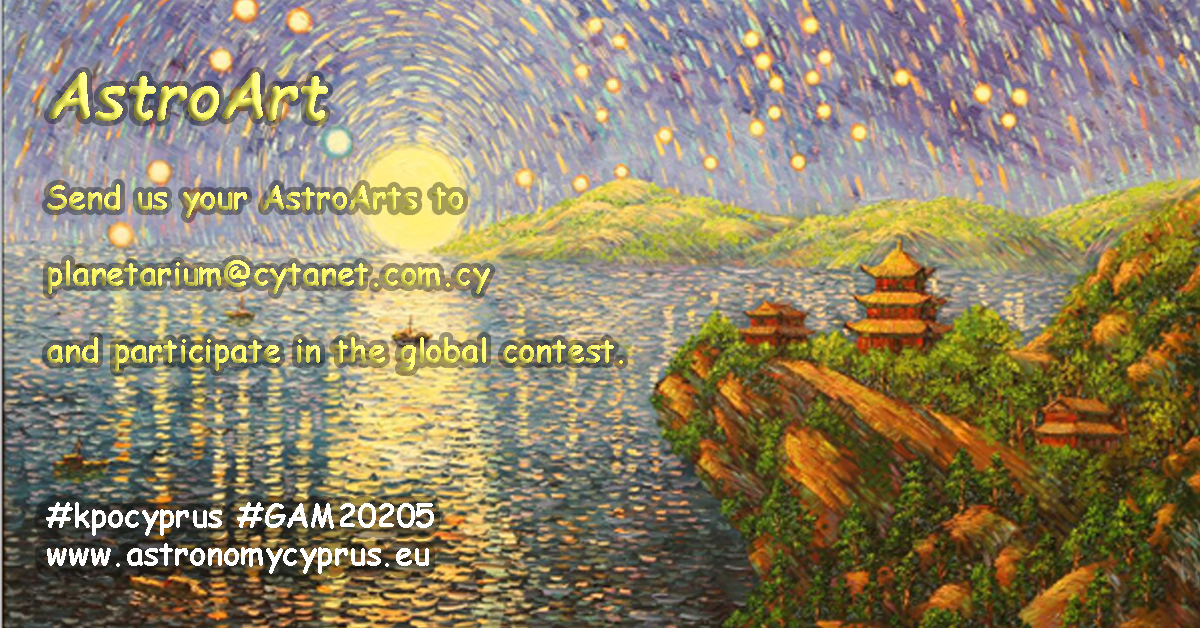 AstroArt
Send us your AstroArts to
planetarium@cytanet.com.cy
and participate in the global contest.
#kpocyprus #GAM20205
www.astronomycyprus.eu